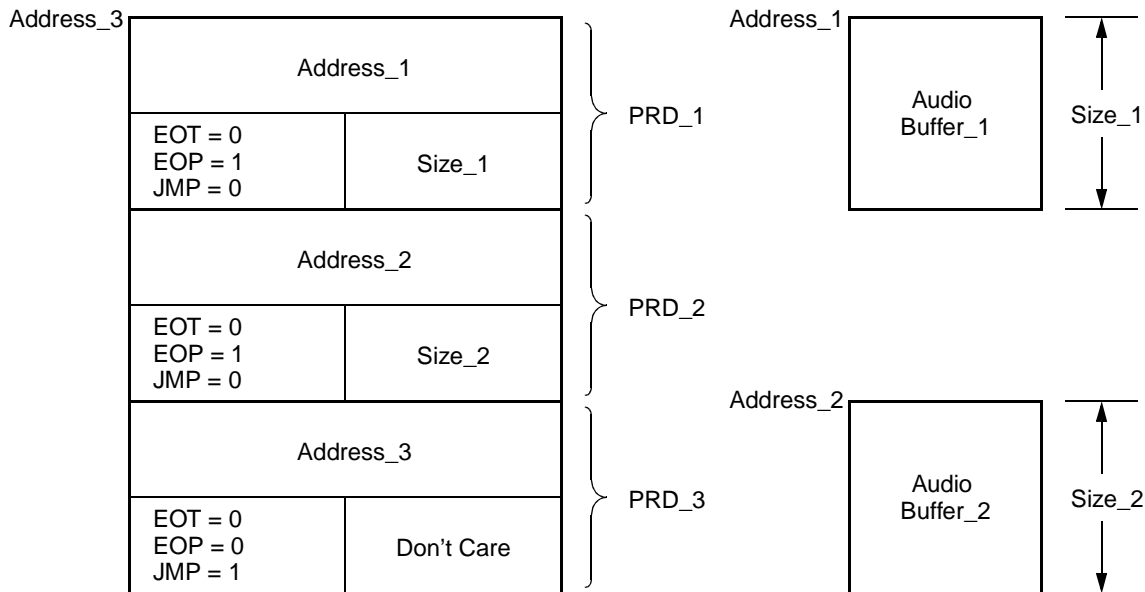 Address_3
Address_1
EOT = 0
EOP = 1
JMP = 0
Size_1
PRD_1
Address_2
EOT = 0
EOP = 1
JMP = 0
Size_2
PRD_2
Address_3
EOT = 0
EOP = 0
JMP = 1
Don't Care
PRD_3
Address_1
Audio
Buffer_1
Size_1
Address_2
Audio
Buffer_2
Size_2